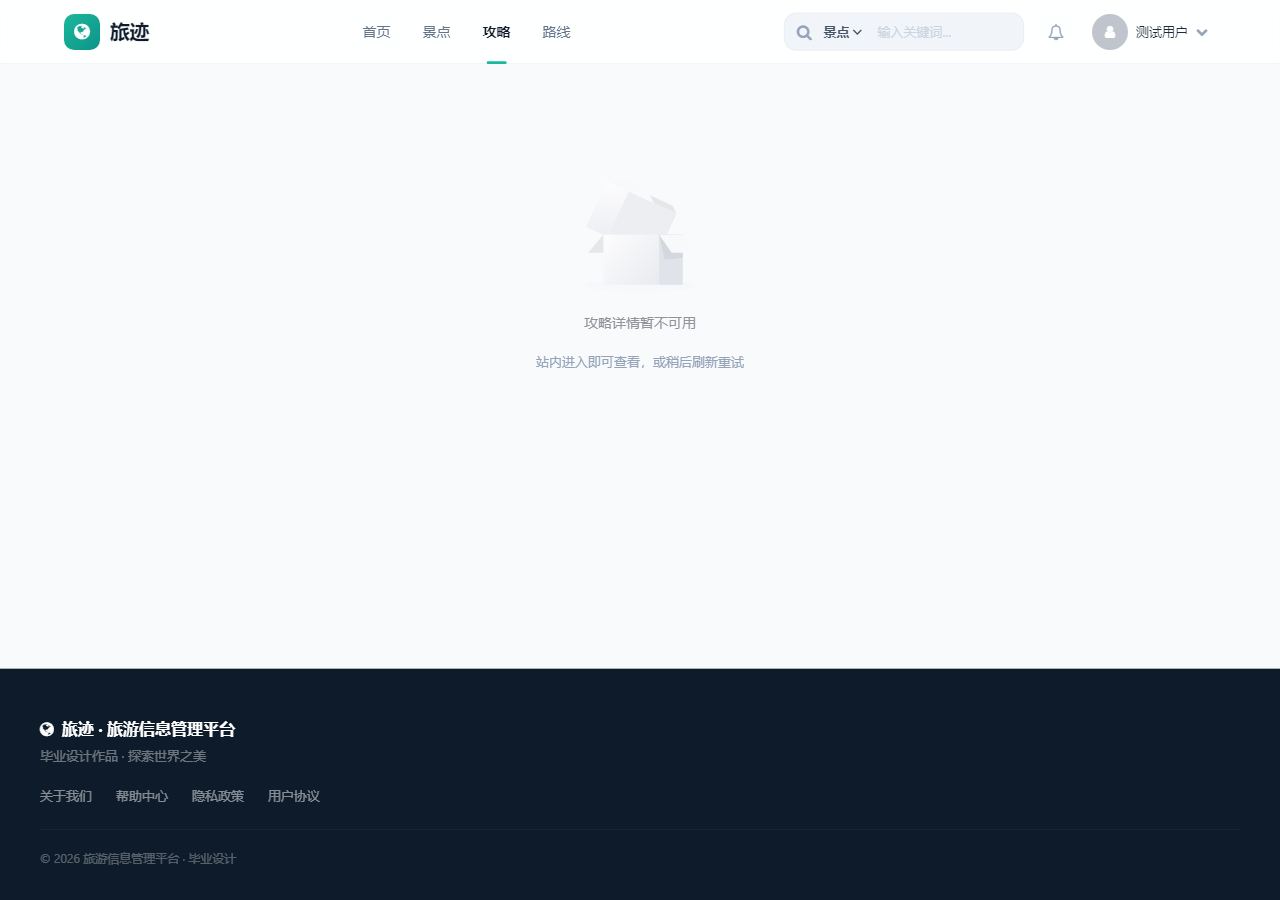 旅迹
首页 景点 攻略 路线
景点 输入关键词...
测试用户
攻略详情暂不可用
站内进入即可查看，或稍后刷新重试
旅迹 · 旅游信息管理平台
毕业设计作品 · 探索世界之美
关于我们 帮助中心 隐私政策 用户协议
© 2026 旅游信息管理平台 · 毕业设计